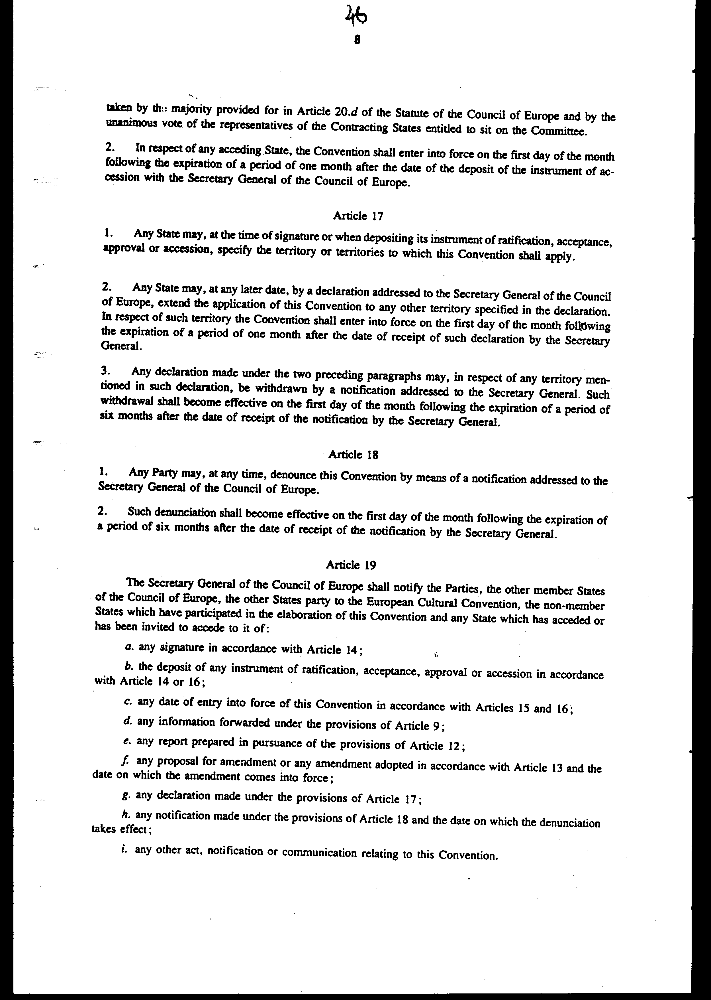 46
8
taken by the majority provided for in Article 20.d of the Statute of the Council of Europe and by the
unanimous vote of the representatives of the Contracting States entitled to sit on the Committee.
2. In respect of any acceding State, the Convention shall enter into force on the first day of the month
following the expiration of a period of one month after the date of the deposit of the instrument of ac-
cession with the Secretary General of the Council of Europe.
Article 17
1. Any State may, at the time of signature or when depositing its instrument of ratification, acceptance,
approval or accession, specify the territory or territories to which this Convention shall apply.
2. Any State may, at any later date, by a declaration addressed to the Secretary General of the Council
of Europe, extend the application of this Convention to any other territory specified in the declaration.
In respect of such territory the Convention shall enter into force on the first day of the month following
the expiration of a period of one month after the date of receipt of such declaration by the Secretary
General.
3. Any declaration made under the two preceding paragraphs may, in respect of any territory men-
tioned in such declaration, be withdrawn by a notification addressed to the Secretary General. Such
withdrawal shall become effective on the first day of the month following the expiration of a period of
six months after the date of receipt of the notification by the Secretary General.
Article 18
1. Any Party may, at any time, denounce this Convention by means of a notification addressed to the
Secretary General of the Council of Europe.
2. Such denunciation shall become effective on the first day of the month following the expiration of
a period of six months after the date of receipt of the notification by the Secretary General.
Article 19
The Secretary General of the Council of Europe shall notify the Parties, the other member States
of the Council of Europe, the other States party to the European Cultural Convention, the non-member
States which have participated in the elaboration of this Convention and any State which has acceded or
has been invited to accede to it of:
a. any signature in accordance with Article 14;
b. the deposit of any instrument of ratification, acceptance, approval or accession in accordance
with Article 14 or 16;
c. any date of entry into force of this Convention in accordance with Articles 15 and 16;
d. any information forwarded under the provisions of Article 9;
e. any report prepared in pursuance of the provisions of Article 12;
f. any proposal for amendment or any amendment adopted in accordance with Article 13 and the
date on which the amendment comes into force;
g. any declaration made under the provisions of Article 17;
h. any notification made under the provisions of Article 18 and the date on which the denunciation
takes effect;
i. any other act, notification or communication relating to this Convention.